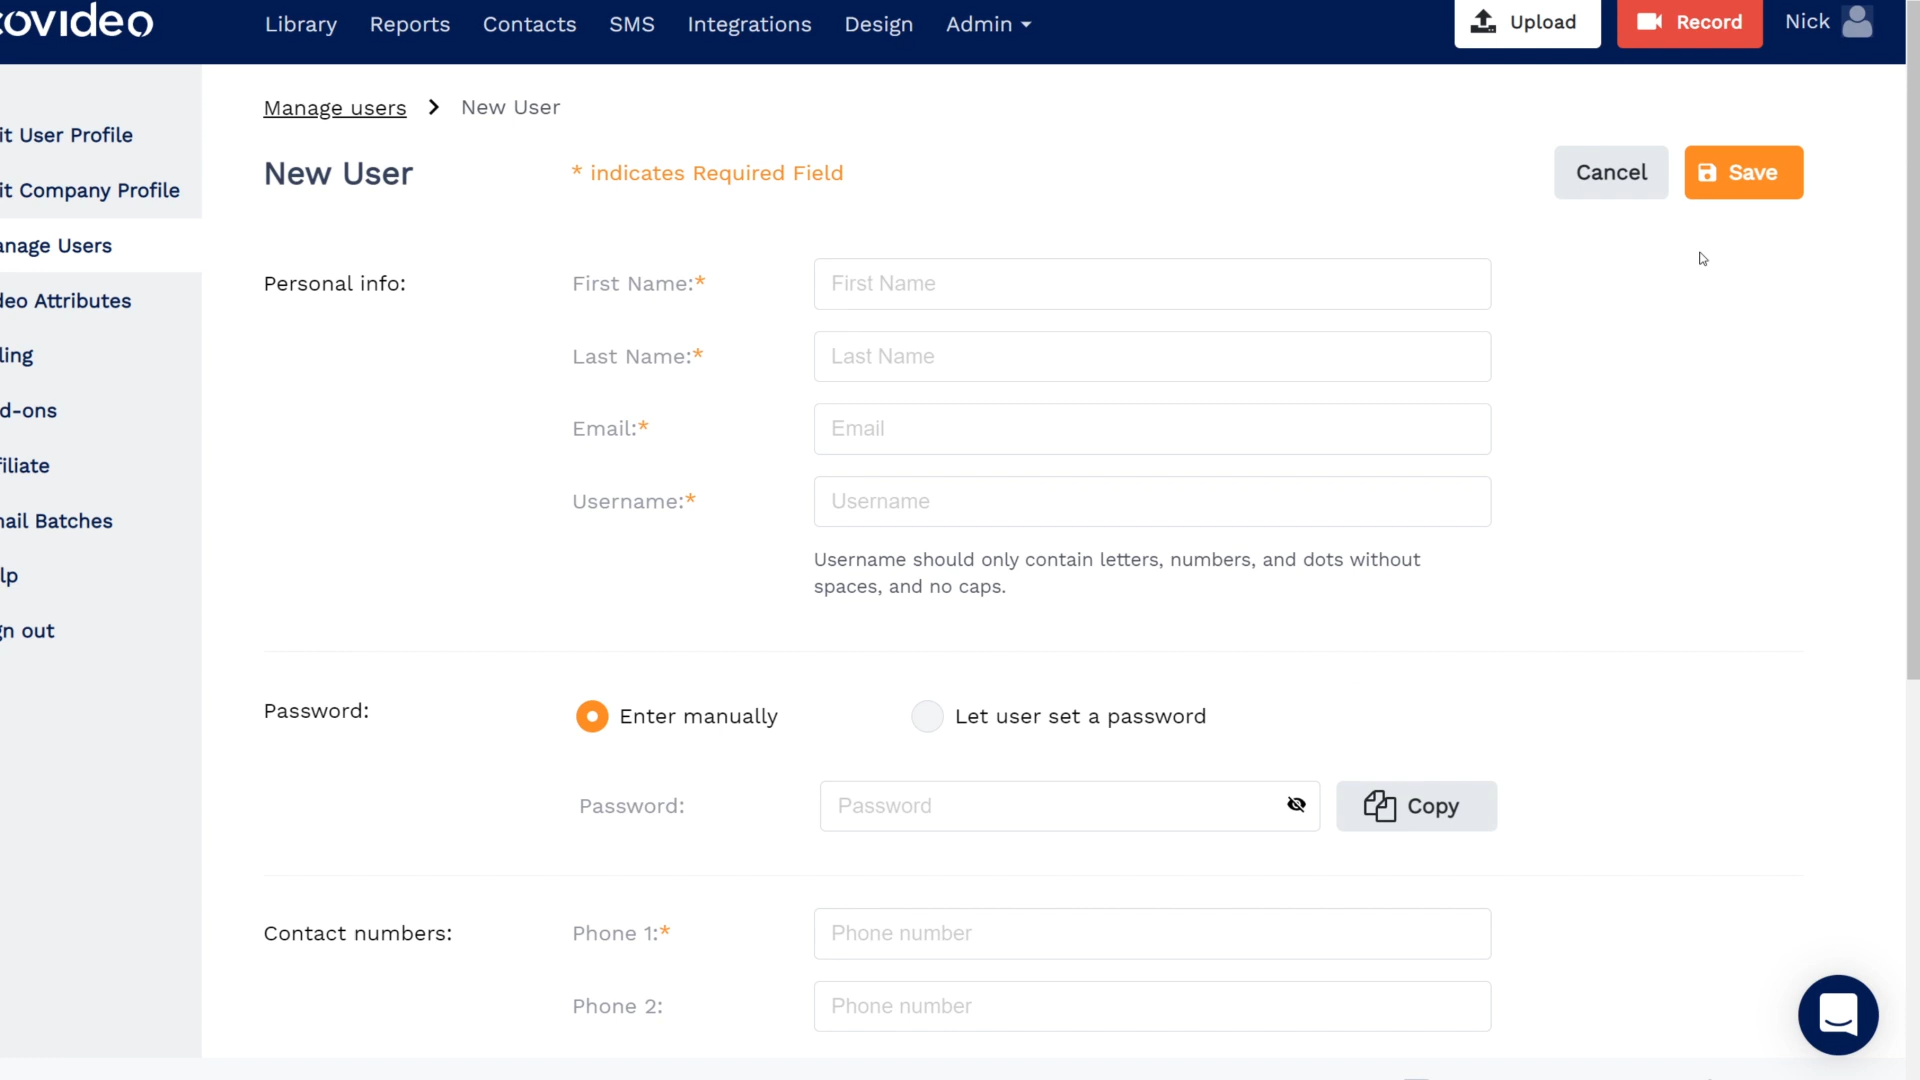 covideo
Library Reports Contacts SMS Integrations Design Admin
Upload
Record
Nick
it User Profile
it Company Profile
anage Users
deo Attributes
ling
d-ons
filiate
nail Batches
lp
gn out
Manage users > New User
New User
* indicates Required Field
Cancel
Save
Personal info:
First Name:*
First Name
Last Name:*
Last Name
Email:*
Email
Username:*
Username
Username should only contain letters, numbers, and dots without
spaces, and no caps.
Password:
Enter manually
Let user set a password
Password:
Password
Copy
Contact numbers:
Phone 1:*
Phone number
Phone 2:
Phone number